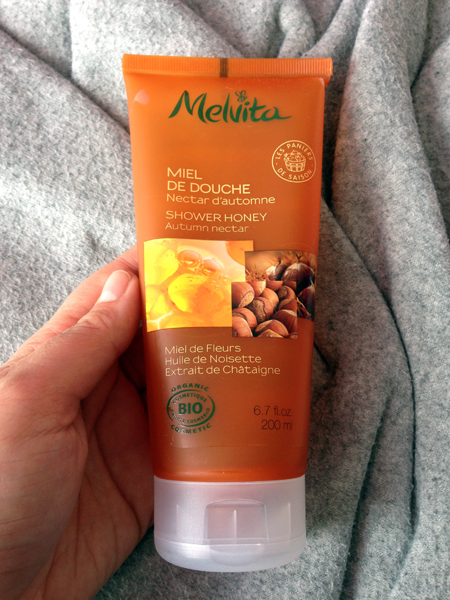 Melvita
LES PANIERS
DE SAISON
MIEL
DE DOUCHE
Nectar d'automne
SHOWER HONEY
Autumn nectar
Miel de Fleurs
Huile de Noisette
Extrait de Châtaigne
ORGANIC
BIO
COSMETIC
6.7 fl.oz.
200 ml